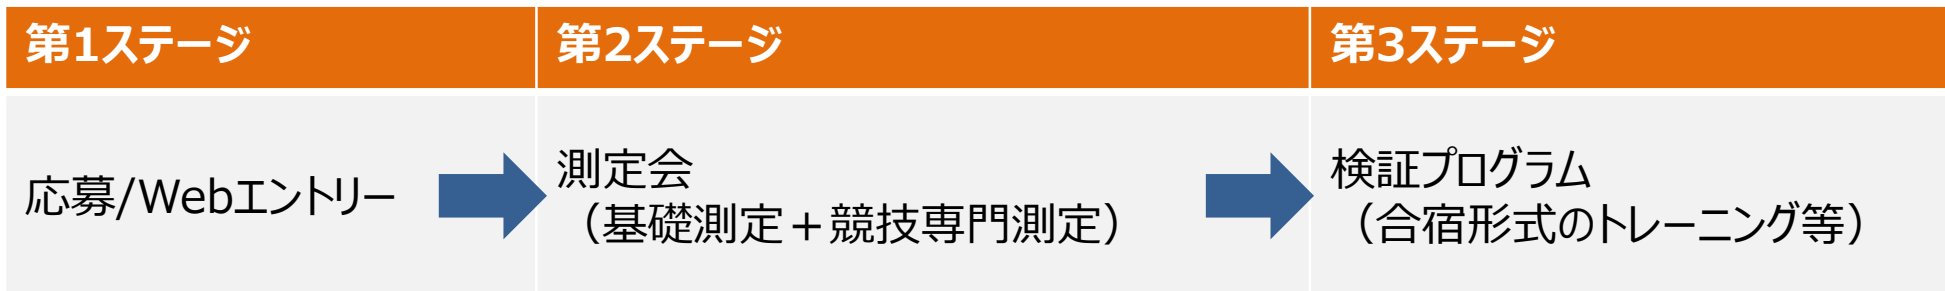 第1ステージ
第2ステージ
第3ステージ
応募/Webエントリー
測定会
（基礎測定＋競技専門測定）
検証プログラム
（合宿形式のトレーニング等）